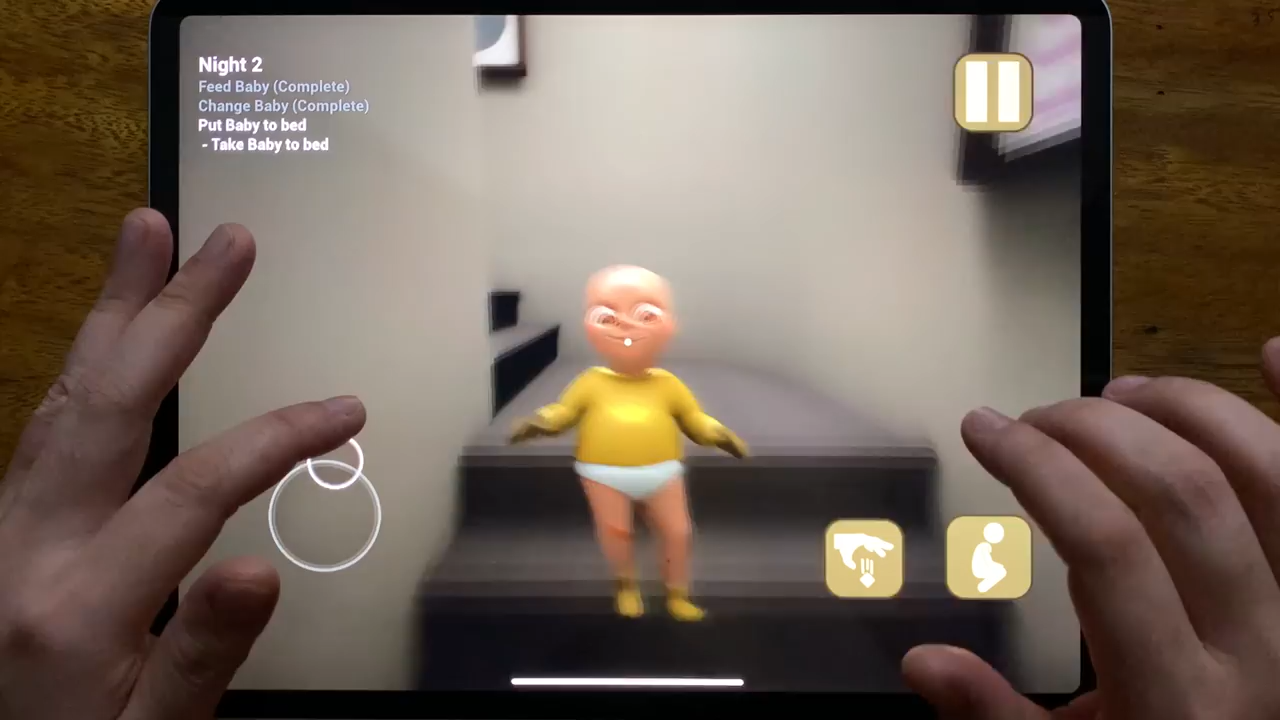 Night 2
Feed Baby (Complete)
Change Baby (Complete)
Put Baby to bed
- Take Baby to bed